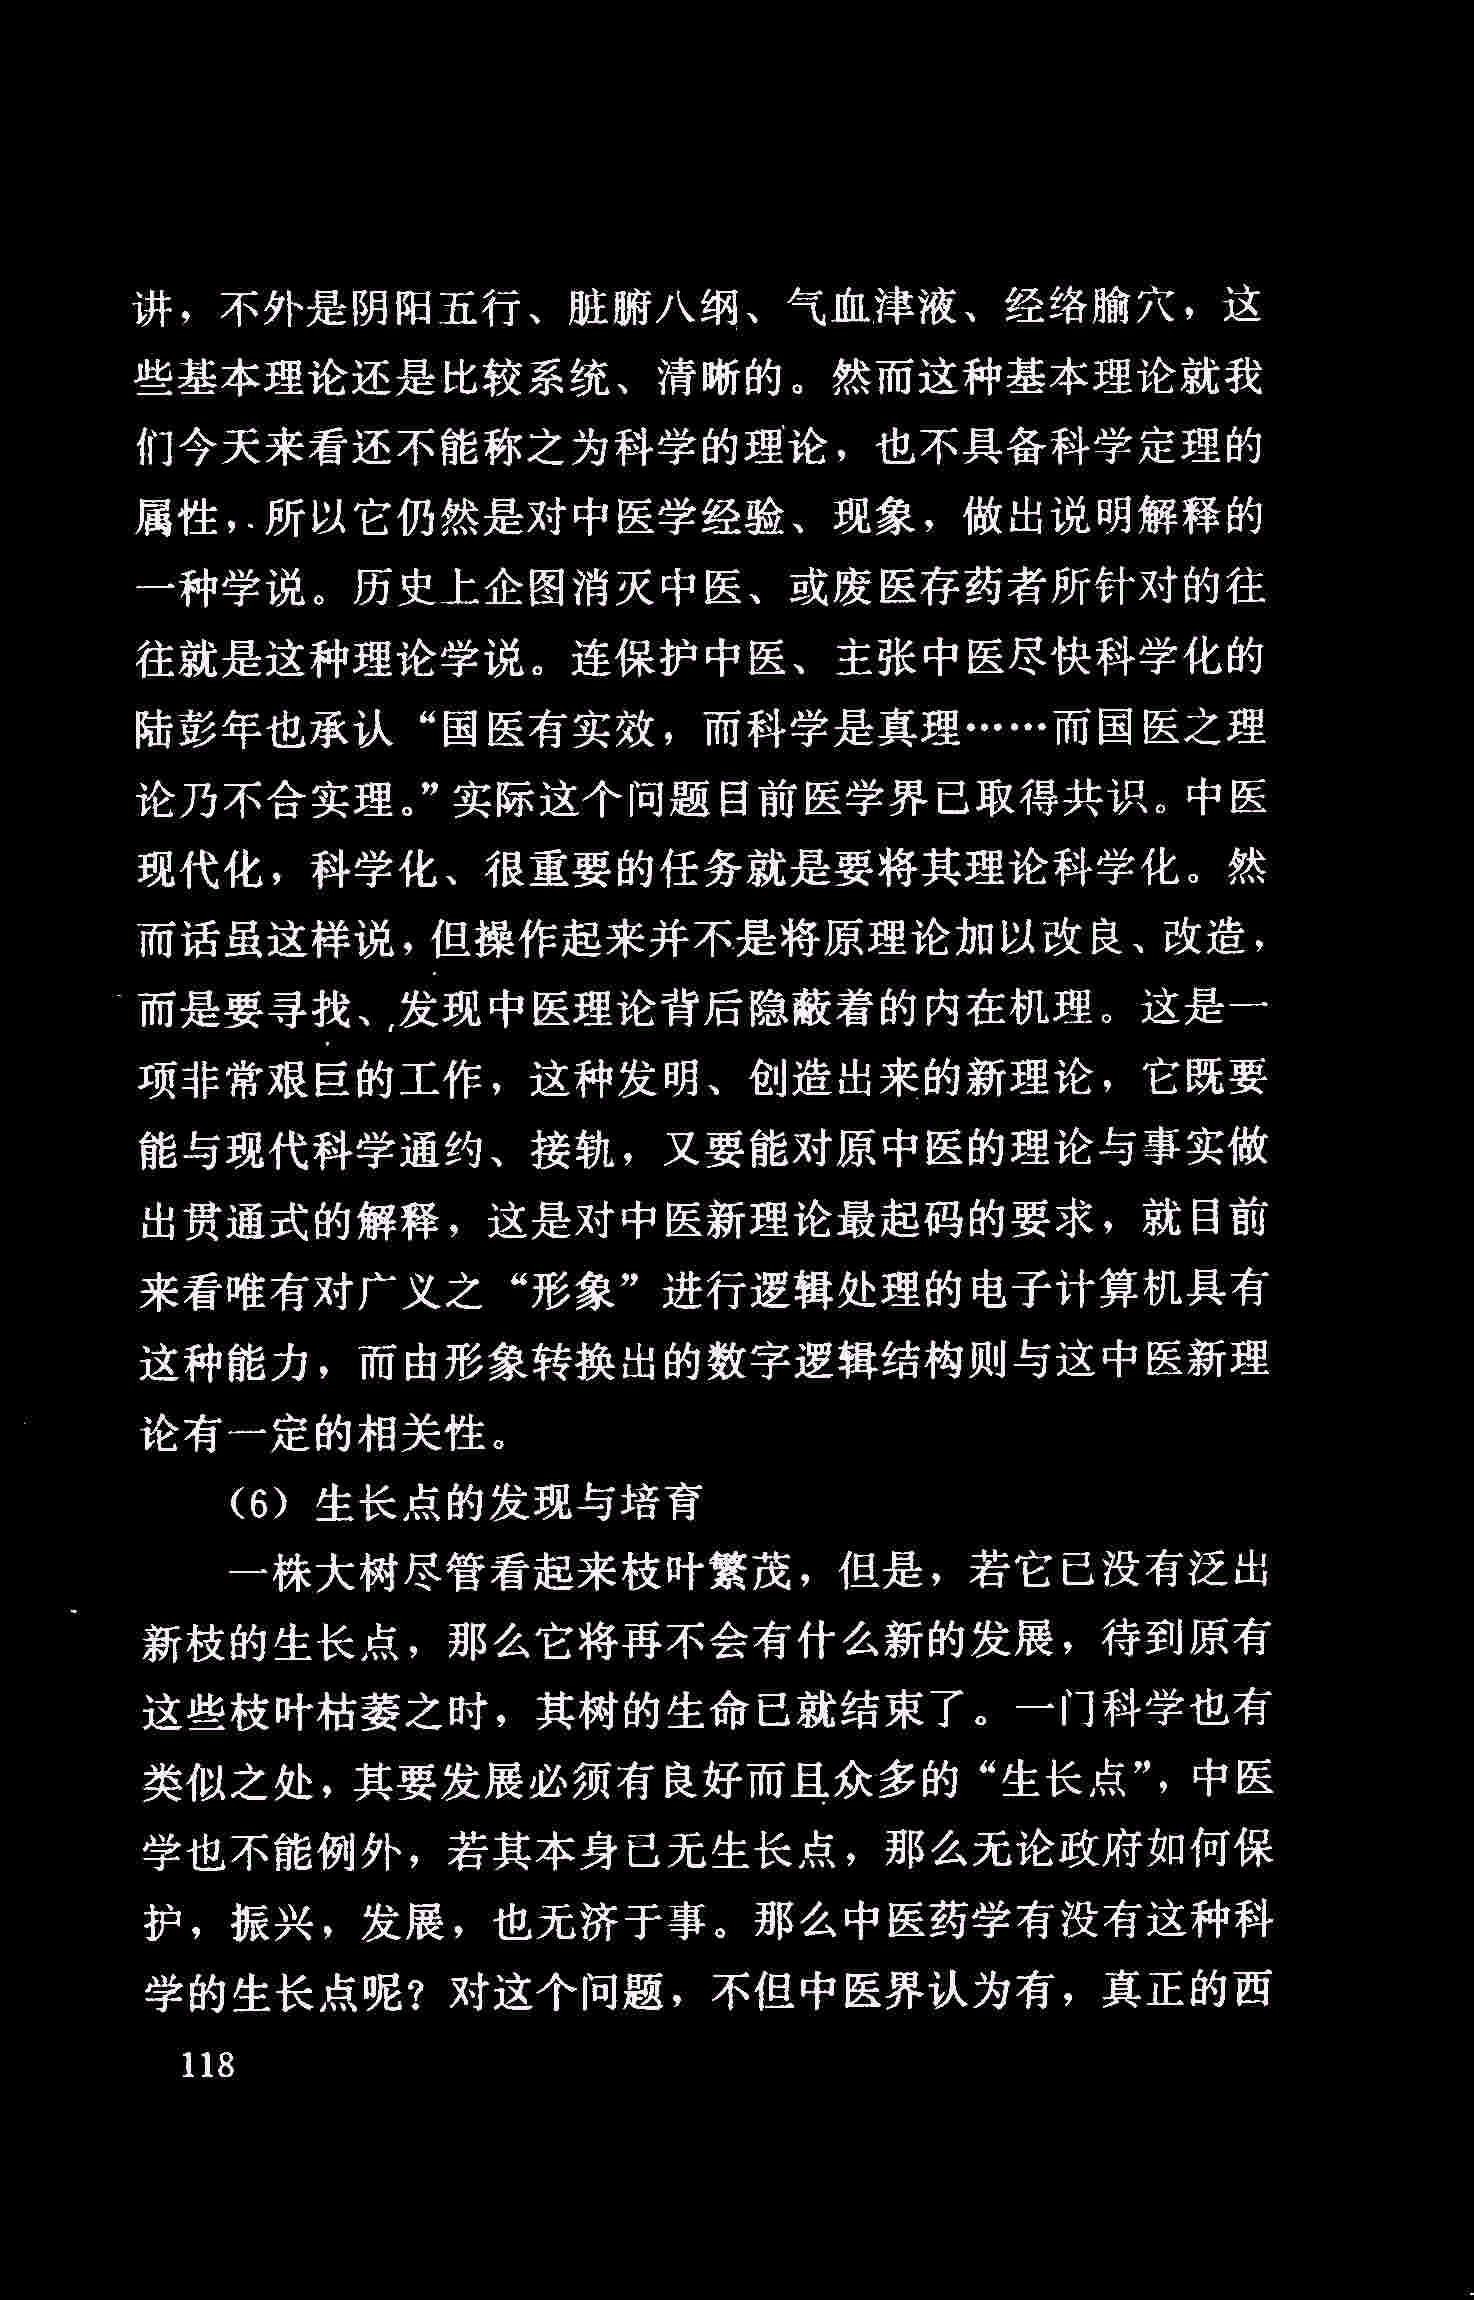 讲，不外是阴阳五行、脏腑八纲、气血津液、经络腧穴，这
些基本理论还是比较系统、清晰的。然而这种基本理论就我
们今天来看还不能称之为科学的理论，也不具备科学定理的
属性，所以它仍然是对中医学经验、现象，做出说明解释的
一种学说。历史上企图消灭中医、或废医存药者所针对的往
往就是这种理论学说。连保护中医、主张中医尽快科学化的
陆彭年也承认“国医有实效，而科学是真理……而国医之理
论乃不合实理。”实际这个问题目前医学界已取得共识。中医
现代化，科学化、很重要的任务就是要将其理论科学化。然
而话虽这样说，但操作起来并不是将原理论加以改良、改造，
而是要寻找、发现中医理论背后隐蔽着的内在机理。这是一
项非常艰巨的工作，这种发明、创造出来的新理论，它既要
能与现代科学通约、接轨，又要能对原中医的理论与事实做
出贯通式的解释，这是对中医新理论最起码的要求，就目前
来看唯有对广义之“形象”进行逻辑处理的电子计算机具有
这种能力，而由形象转换出的数字逻辑结构则与这中医新理
论有一定的相关性。
（6）生长点的发现与培育
一株大树尽管看起来枝叶繁茂，但是，若它已没有泛出
新枝的生长点，那么它将再不会有什么新的发展，待到原有
这些枝叶枯萎之时，其树的生命已就结束了。一门科学也有
类似之处，其要发展必须有良好而且众多的“生长点”，中医
学也不能例外，若其本身已无生长点，那么无论政府如何保
护，振兴，发展，也无济于事。那么中医药学有没有这种科
学的生长点呢？对这个问题，不但中医界认为有，真正的西
118